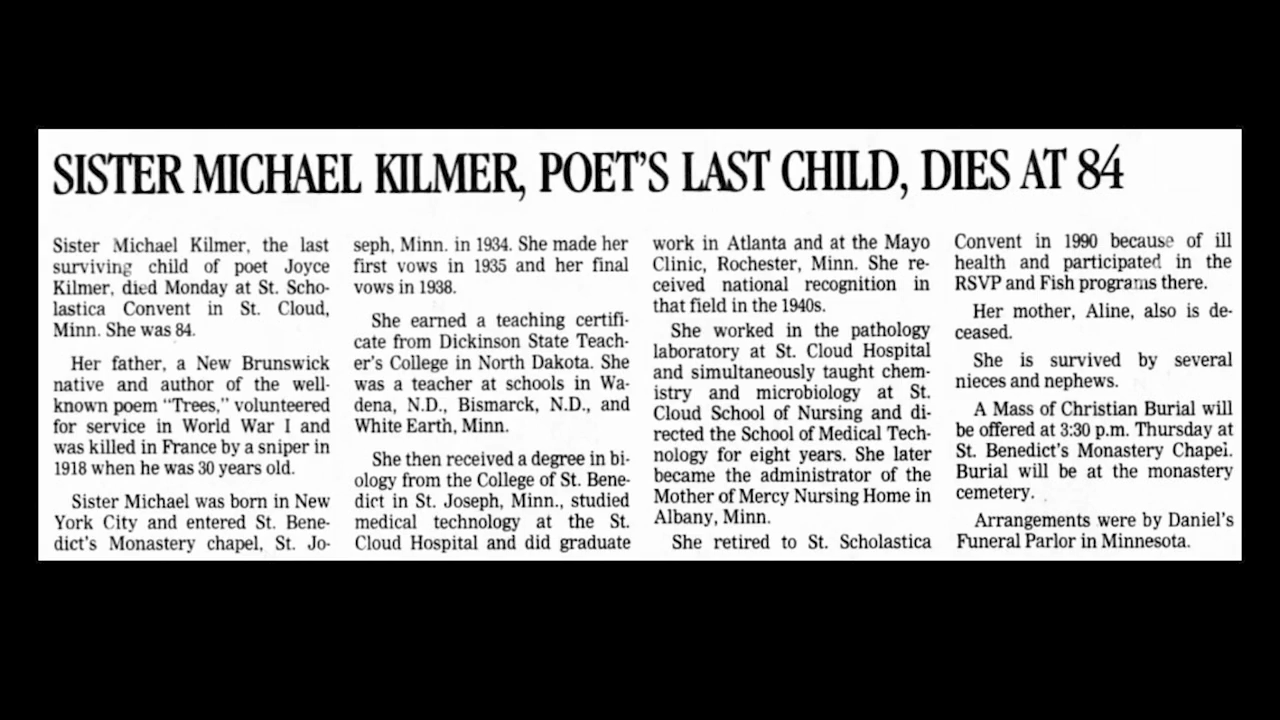 SISTER MICHAEL KILMER, POET'S LAST CHILD, DIES AT 84
Sister Michael Kilmer, the last
surviving child of poet Joyce
Kilmer, died Monday at St. Scho-
lastica Convent in St. Cloud,
Minn. She was 84.
Her father, a New Brunswick
native and author of the well-
known poem “Trees,” volunteered
for service in World War I and
was killed in France by a sniper in
1918 when he was 30 years old.
Sister Michael was born in New
York City and entered St. Bene-
dict's Monastery chapel, St. Jo-
seph, Minn. in 1934. She made her
first vows in 1935 and her final
vows in 1938.
She earned a teaching certifi-
cate from Dickinson State Teach-
er's College in North Dakota. She
was a teacher at schools in Wa-
dena, N.D., Bismarck, N.D., and
White Earth, Minn.
She then received a degree in bi-
ology from the College of St. Bene-
dict in St. Joseph, Minn., studied
medical technology at the St.
Cloud Hospital and did graduate
work in Atlanta and at the Mayo
Clinic, Rochester, Minn. She re-
ceived national recognition in
that field in the 1940s.
She worked in the pathology
laboratory at St. Cloud Hospital
and simultaneously taught chem-
istry and microbiology at St.
Cloud School of Nursing and di-
rected the School of Medical Tech-
nology for eight years. She later
became the administrator of the
Mother of Mercy Nursing Home in
Albany, Minn.
She retired to St. Scholastica
Convent in 1990 because of ill
health and participated in the
RSVP and Fish programs there.
Her mother, Aline, also is de-
ceased.
She is survived by several
nieces and nephews.
A Mass of Christian Burial will
be offered at 3:30 p.m. Thursday at
St. Benedict's Monastery Chapel.
Burial will be at the monastery
cemetery.
Arrangements were by Daniel's
Funeral Parlor in Minnesota.